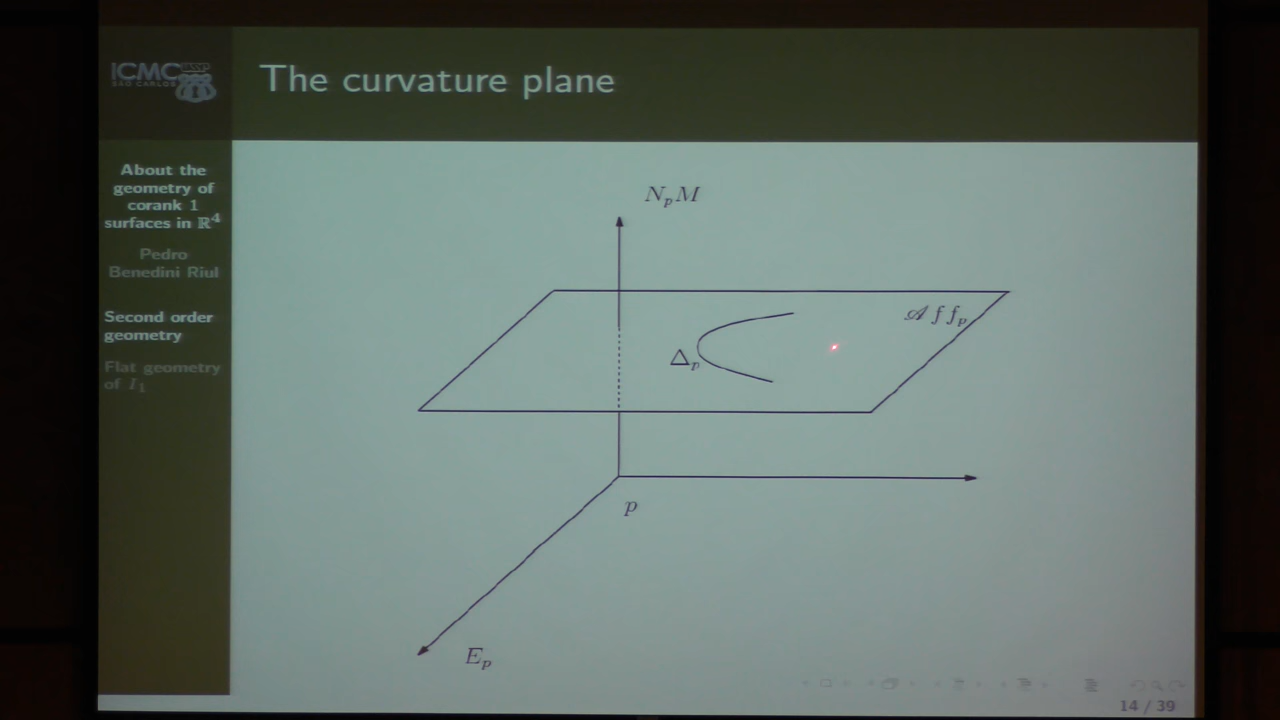 ICMC USP
SÃO CARLOS
The curvature plane
About the
geometry of
corank 1
surfaces in ℝ⁴
Pedro
Benedini Riul
Second order
geometry
Flat geometry
of I₁
NₚM
𝒜ffₚ
Δₚ
p
Eₚ
14 / 39